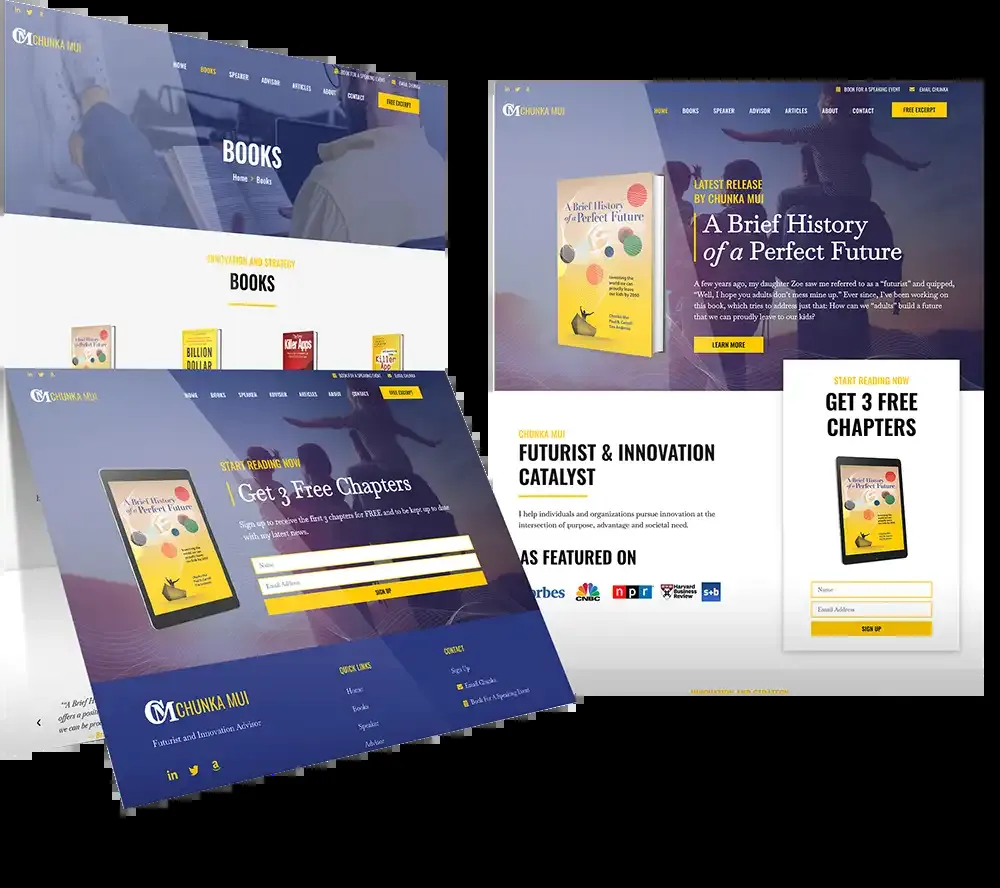 CM CHUNKA MUI
BOOK FOR A SPEAKING EVENT EMAIL CHUNKA
HOME BOOKS SPEAKER ADVISOR ARTICLES ABOUT CONTACT FREE EXCERPT
BOOKS
Home > Books
INNOVATION AND STRATEGY
BOOKS
BILLION
DOLLAR
Killer Apps
Killer
App
CM CHUNKA MUI
BOOK FOR A SPEAKING EVENT EMAIL CHUNKA
HOME BOOKS SPEAKER ADVISOR ARTICLES ABOUT CONTACT FREE EXCERPT
START READING NOW
Get 3 Free Chapters
Sign up to receive the first 3 chapters for FREE and to be kept up to date
with my latest news.
Name
Email Address
SIGN UP
A Brief History
of a Perfect Future
CM CHUNKA MUI
Futurist and Innovation Advisor
QUICK LINKS
Home
Books
Speaker
Advisor
CONTACT
Sign Up
Email Chunka
Book For A Speaking Event
"A Brief H
offers a posit
we can be pro
CM CHUNKA MUI
BOOK FOR A SPEAKING EVENT EMAIL CHUNKA
HOME BOOKS SPEAKER ADVISOR ARTICLES ABOUT CONTACT FREE EXCERPT
A Brief History
of a Perfect Future
Inventing the
world we can
proudly leave
our kids by 2050
Chunka Mui
Paul B. Carroll
Tim Andrews
LATEST RELEASE
BY CHUNKA MUI
A Brief History
of a Perfect Future
A few years ago, my daughter Zoe saw me referred to as a "futurist" and quipped,
"Well, I hope you adults don't mess mine up." Ever since, I've been working on
this book, which tries to address just that: How can we "adults" build a future
that we can proudly leave to our kids?
LEARN MORE
CHUNKA MUI
FUTURIST & INNOVATION
CATALYST
I help individuals and organizations pursue innovation at the
intersection of purpose, advantage and societal need.
AS FEATURED ON
orbes CNBC npr Harvard Business Review s+b
START READING NOW
GET 3 FREE
CHAPTERS
A Brief History
of a Perfect Future
Name
Email Address
SIGN UP
INNOVATION AND STRATEGY